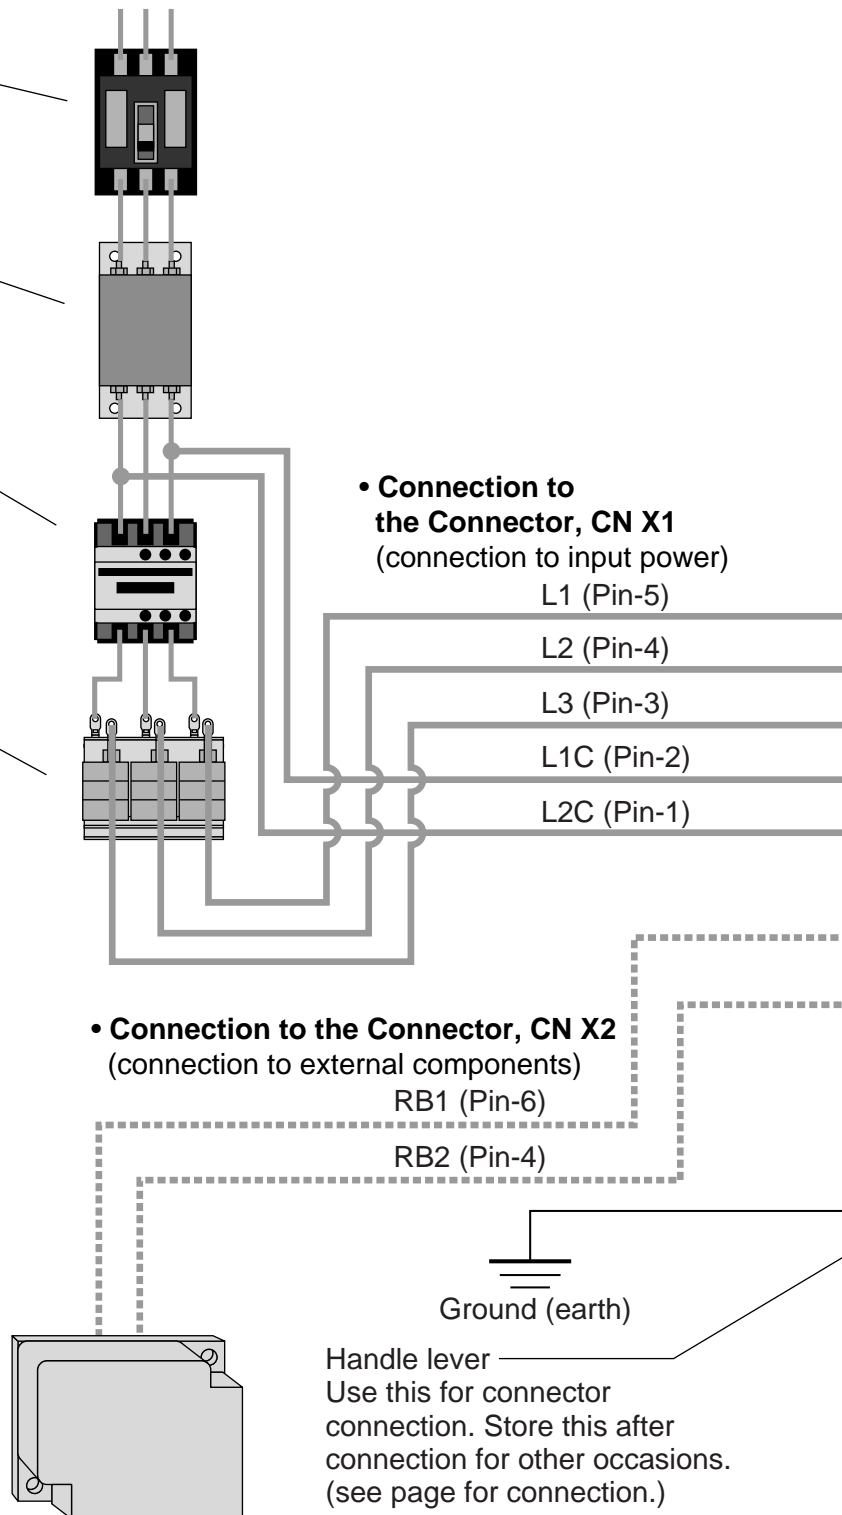 • Connection to
the Connector, CN X1
(connection to input power)
L1 (Pin-5)
L2 (Pin-4)
L3 (Pin-3)
L1C (Pin-2)
L2C (Pin-1)
• Connection to the Connector, CN X2
(connection to external components)
RB1 (Pin-6)
RB2 (Pin-4)
Ground (earth)
Handle lever
Use this for connector
connection. Store this after
connection for other occasions.
(see page for connection.)